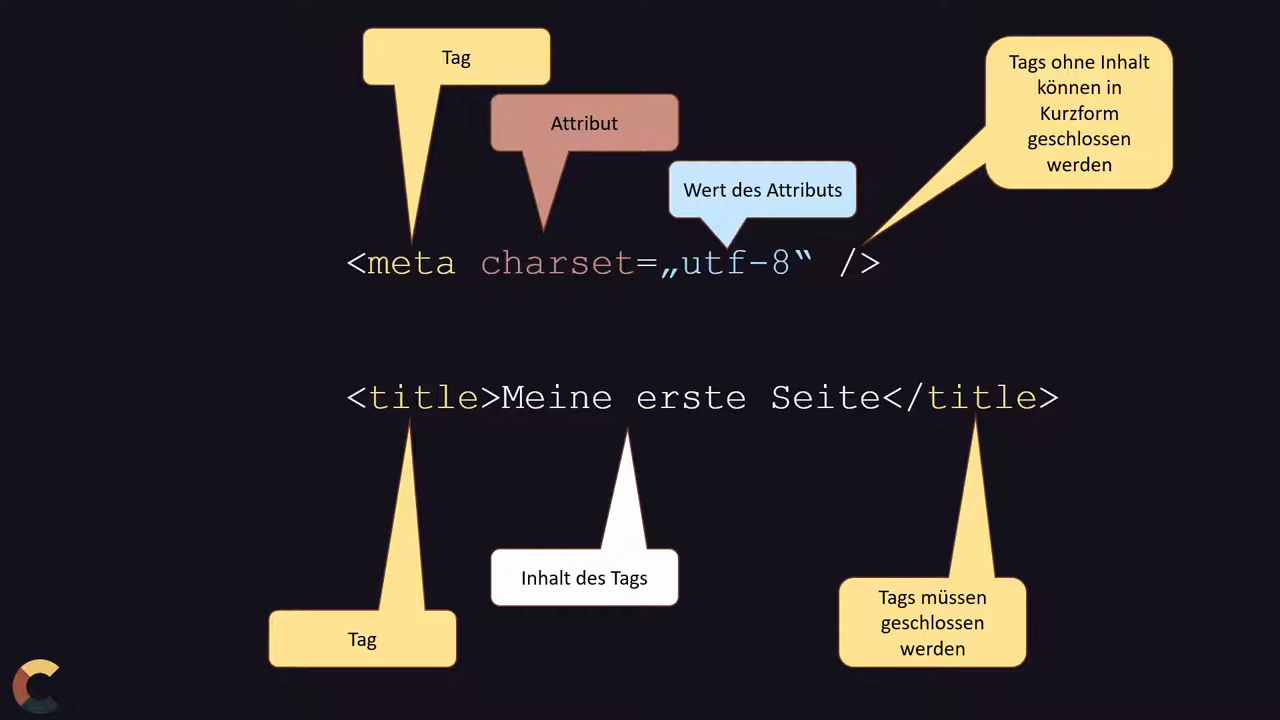 Tag
Attribut
Wert des Attributs
Tags ohne Inhalt
können in
Kurzform
geschlossen
werden
<meta charset=„utf-8“ />
<title>Meine erste Seite</title>
Tag
Inhalt des Tags
Tags müssen
geschlossen
werden